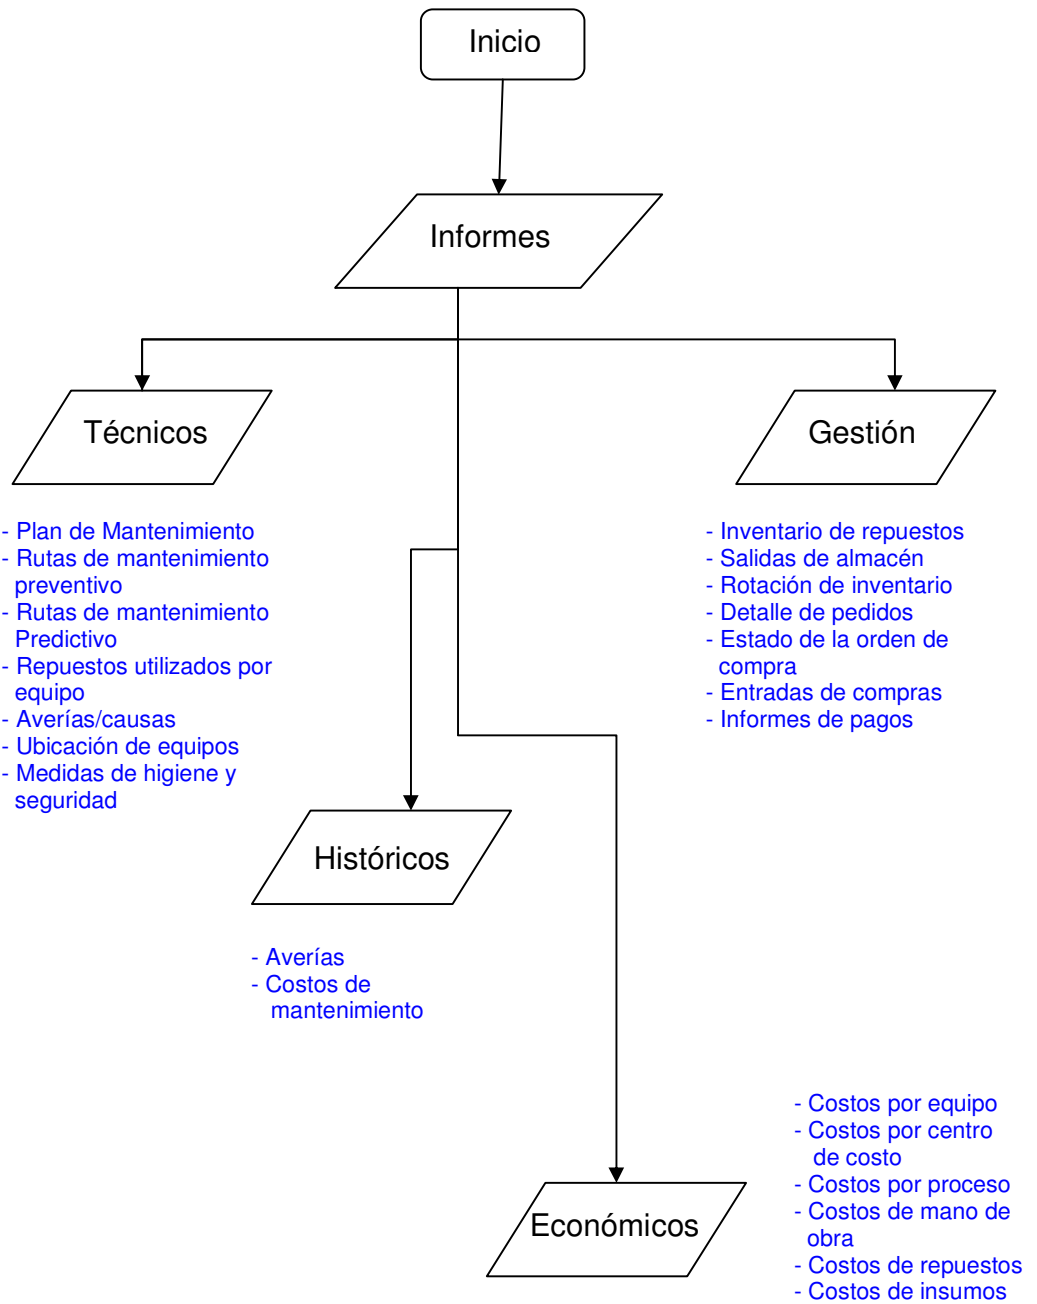 Inicio
Informes
Técnicos
Gestión
- Plan de Mantenimiento
- Rutas de mantenimiento
preventivo
- Rutas de mantenimiento
Predictivo
- Repuestos utilizados por
equipo
- Averías/causas
- Ubicación de equipos
- Medidas de higiene y
seguridad
- Inventario de repuestos
- Salidas de almacén
- Rotación de inventario
- Detalle de pedidos
- Estado de la orden de
compra
- Entradas de compras
- Informes de pagos
Históricos
- Averías
- Costos de
mantenimiento
Económicos
- Costos por equipo
- Costos por centro
de costo
- Costos por proceso
- Costos de mano de
obra
- Costos de repuestos
- Costos de insumos